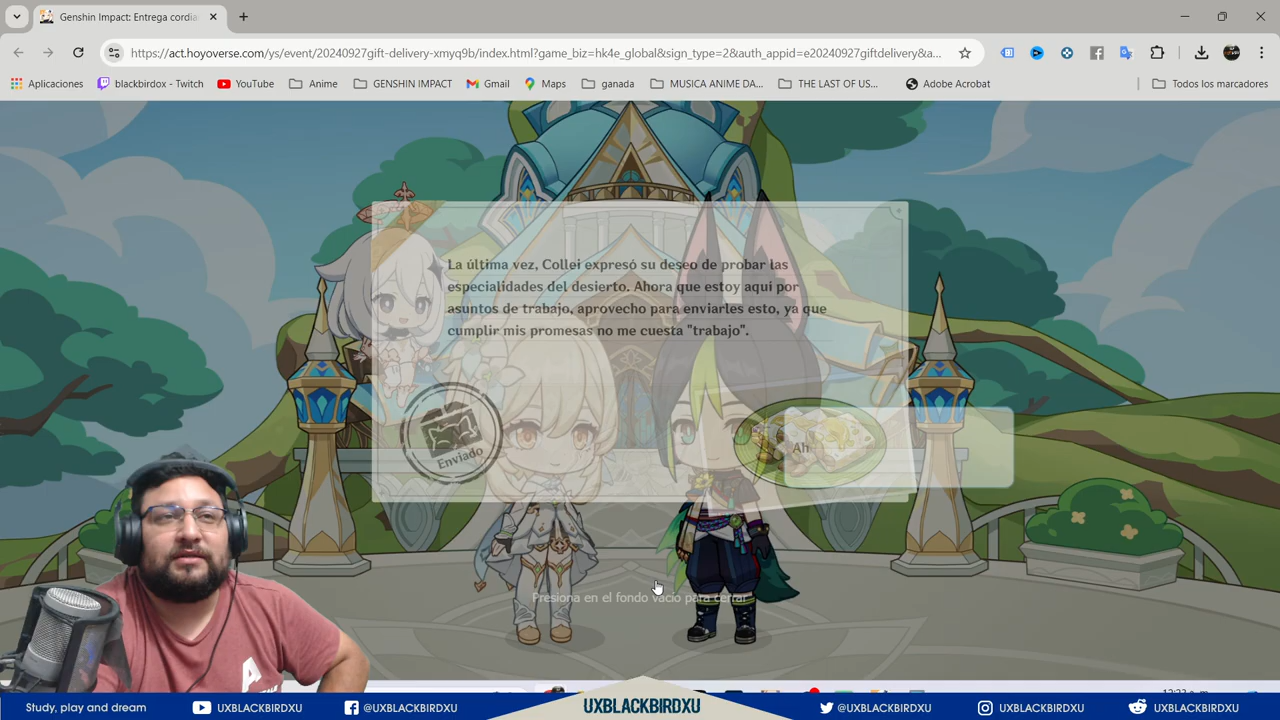 Genshin Impact: Entrega cordia
https://act.hoyoverse.com/ys/event/20240927gift-delivery-xmyq9b/index.html?game_biz=hk4e_global&sign_type=2&auth_appid=e20240927giftdelivery&a...
Aplicaciones blackbirdox - Twitch YouTube Anime GENSHIN IMPACT Gmail Maps ganada MUSICA ANIME DA... THE LAST OF US... Adobe Acrobat Todos los marcadores
La última vez, Collei expresó su deseo de probar las
especialidades del desierto. Ahora que estoy aquí por
asuntos de trabajo, aprovecho para enviarles esto, ya que
cumplir mis promesas no me cuesta "trabajo".
Enviado
Ah
Presiona en el fondo vacío para cerrar
Study, play and dream UXBLACKBIRDXU @UXBLACKBIRDXU UXBLACKBIRDXU @UXBLACKBIRDXU UXBLACKBIRDXU UXBLACKBIRDXU